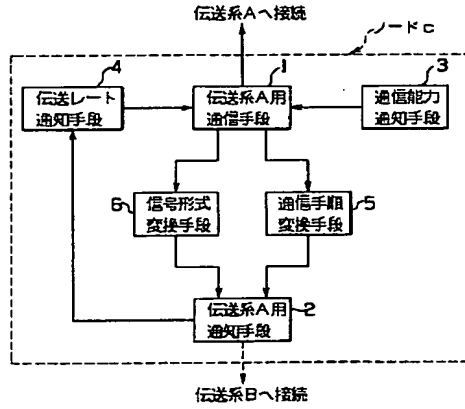 伝送系Aへ接続
ノードC
4
1
3
伝送レート
通知手段
伝送系A用
通信手段
通信能力
通知手段
6
信号形式
変換手段
通信手順
変換手段
5
伝送系A用
通知手段
2
伝送系Bへ接続